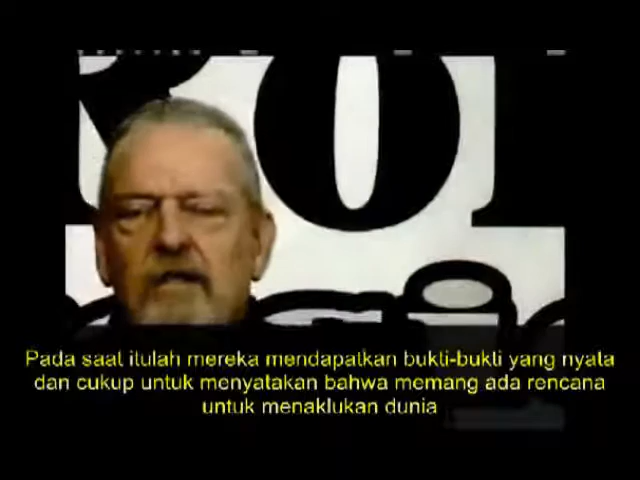 Pada saat itulah mereka mendapatkan bukti-bukti yang nyata
dan cukup untuk menyatakan bahwa memang ada rencana
untuk menaklukan dunia